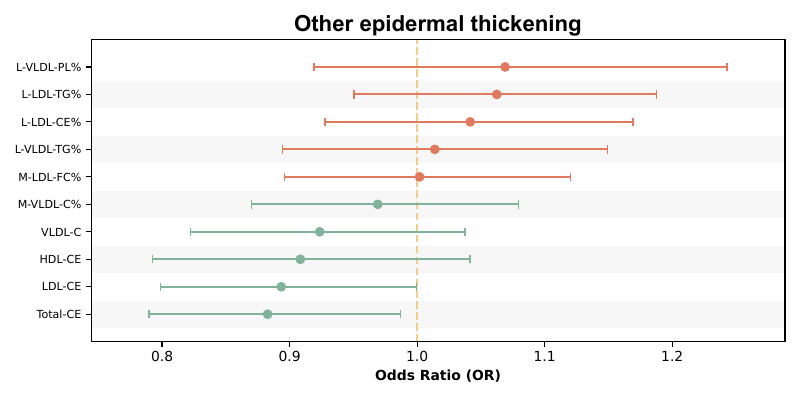 Other epidermal thickening
L-VLDL-PL%
L-LDL-TG%
L-LDL-CE%
L-VLDL-TG%
M-LDL-FC%
M-VLDL-C%
VLDL-C
HDL-CE
LDL-CE
Total-CE
0.8 0.9 1.0 1.1 1.2
Odds Ratio (OR)